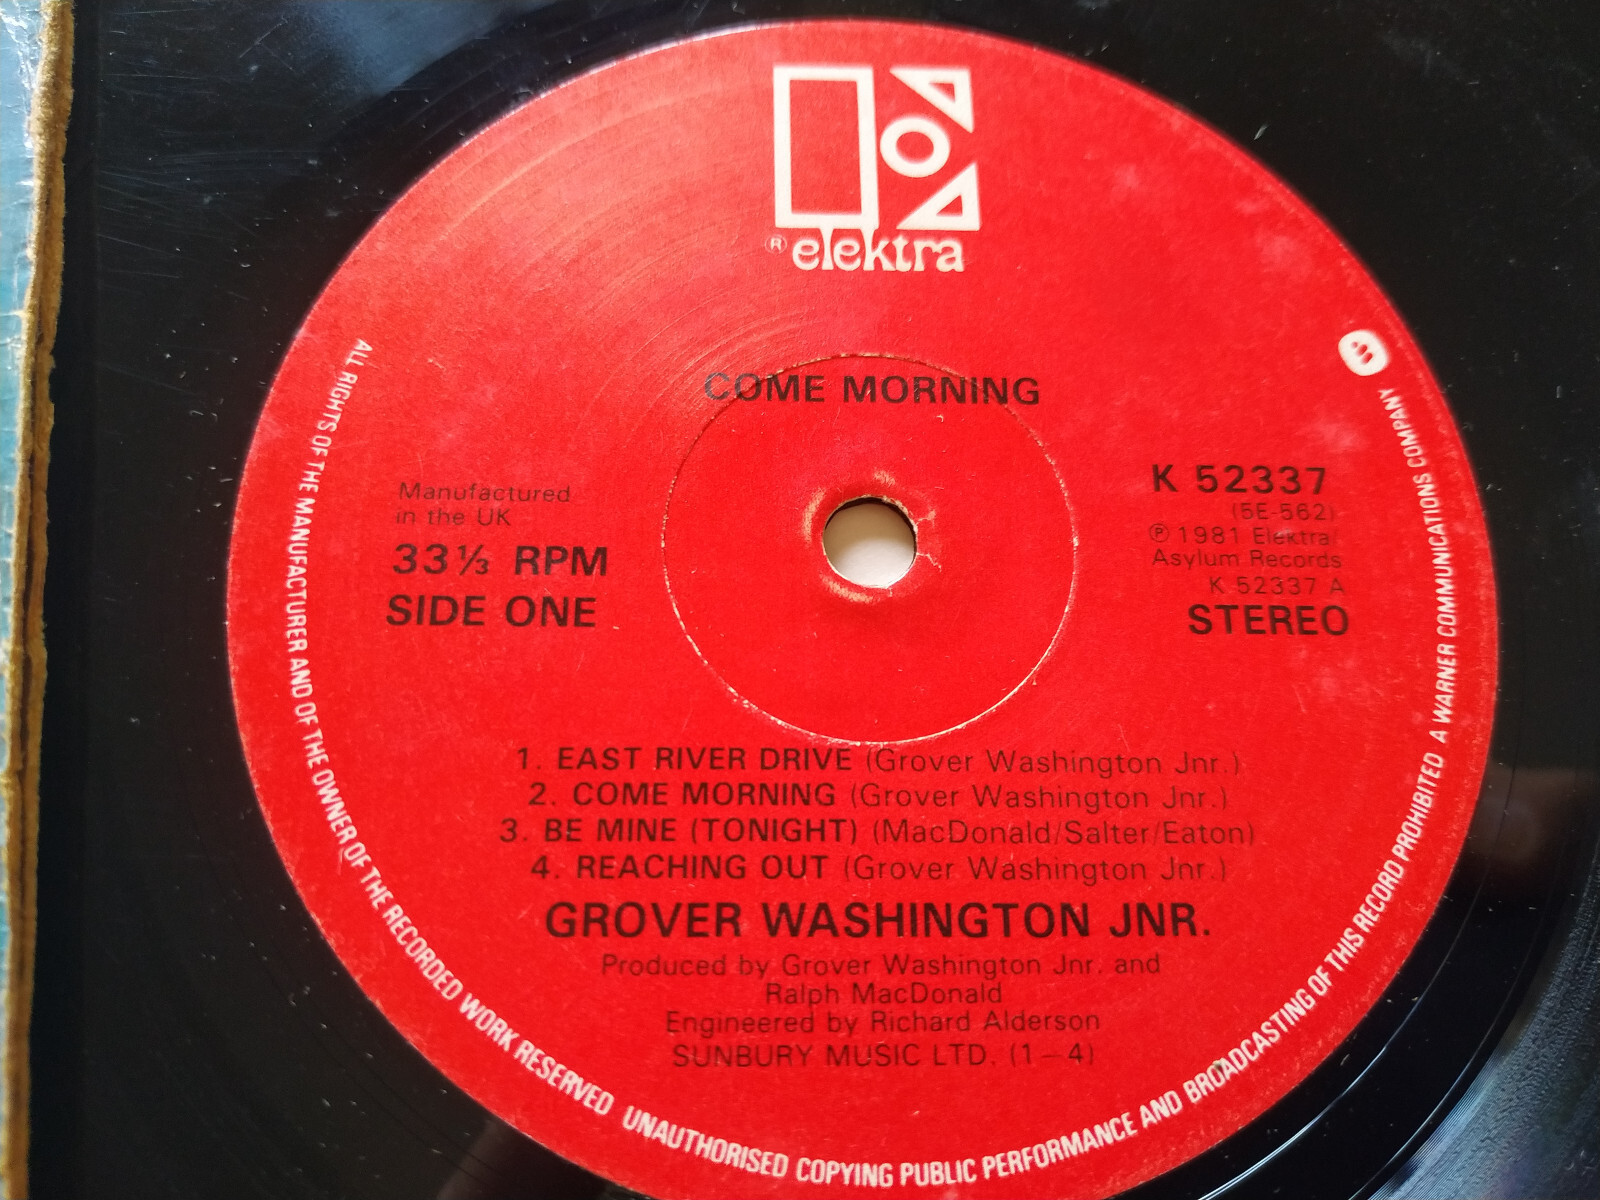 ® elektra
COME MORNING
Manufactured
in the UK
33⅓ RPM
SIDE ONE
K 52337
(5E-562)
℗ 1981 Elektra/
Asylum Records
K 52337 A
STEREO
1. EAST RIVER DRIVE (Grover Washington Jnr.)
2. COME MORNING (Grover Washington Jnr.)
3. BE MINE (TONIGHT) (MacDonald/Salter/Eaton)
4. REACHING OUT (Grover Washington Jnr.)
GROVER WASHINGTON JNR.
Produced by Grover Washington Jnr. and
Ralph MacDonald
Engineered by Richard Alderson
SUNBURY MUSIC LTD. (1–4)
ALL RIGHTS OF THE MANUFACTURER AND OF THE OWNER OF THE RECORDED WORK RESERVED UNAUTHORISED COPYING PUBLIC PERFORMANCE AND BROADCASTING OF THIS RECORD PROHIBITED A WARNER COMMUNICATIONS COMPANY